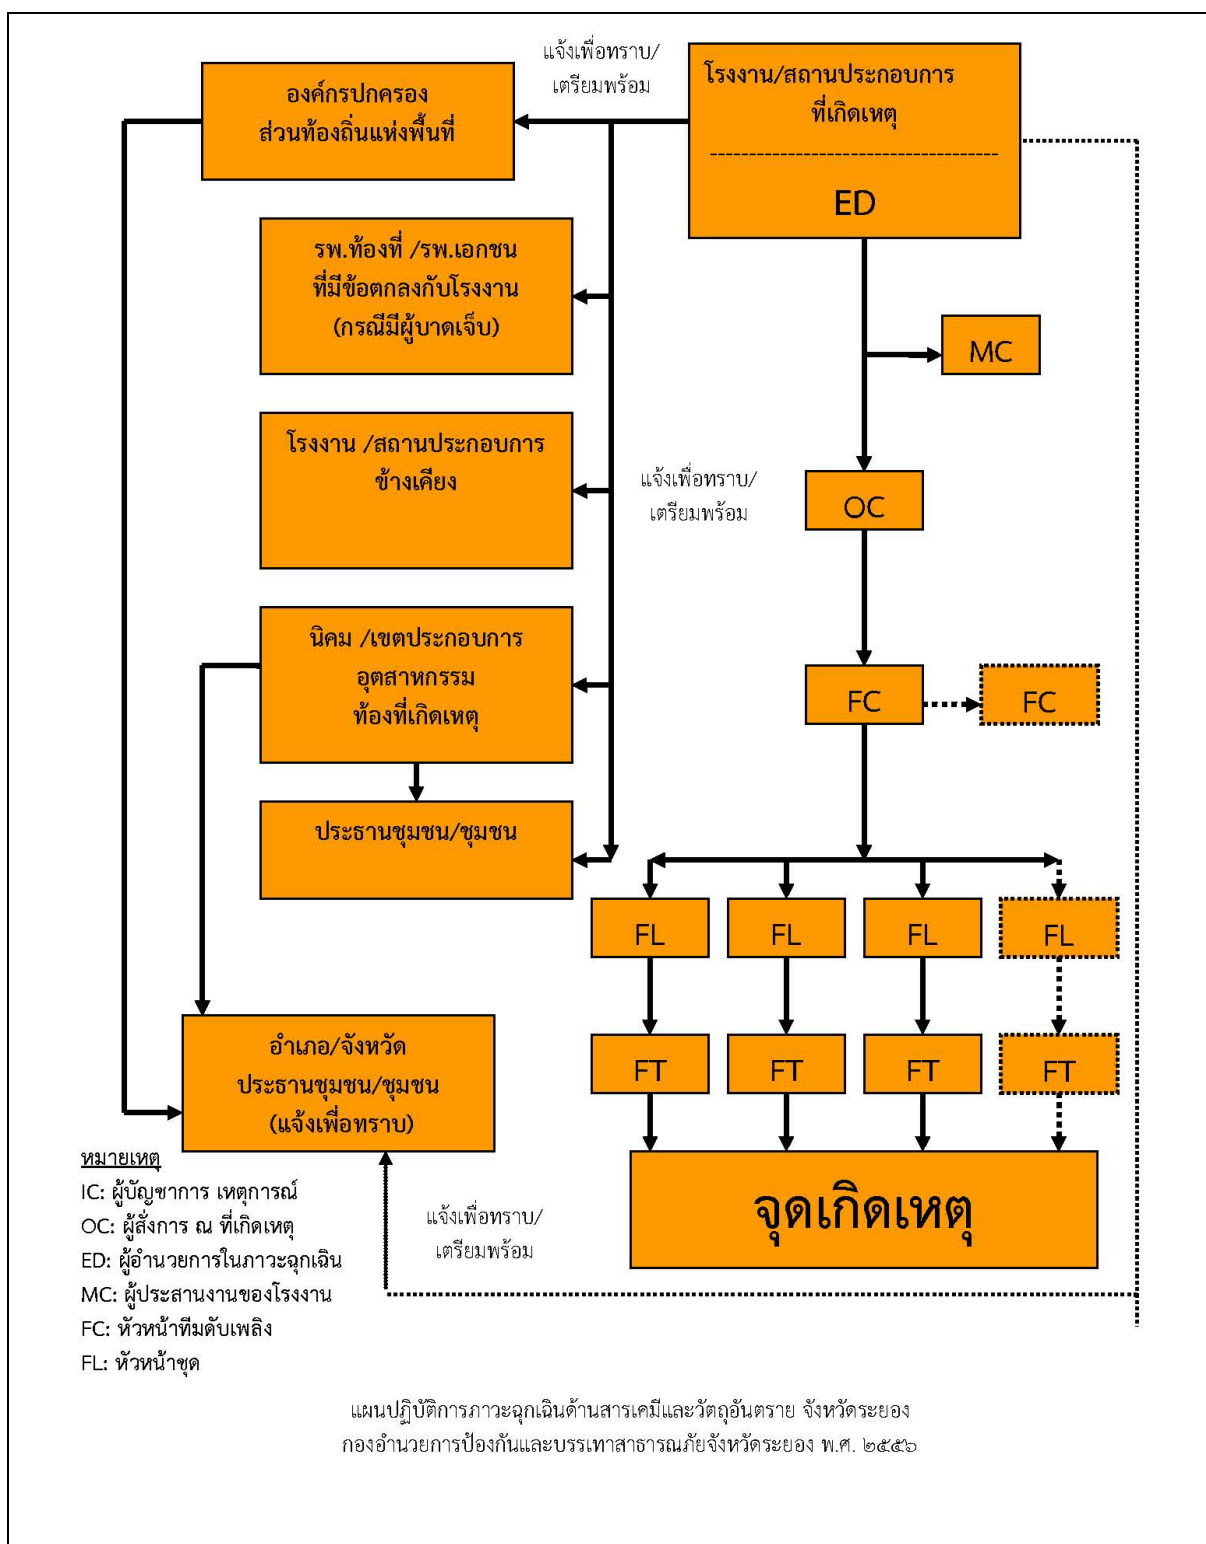 แจ้งเพื่อทราบ/
เตรียมพร้อม
โรงงาน/สถานประกอบการ
ที่เกิดเหตุ
-------------------------------------
ED
องค์กรปกครอง
ส่วนท้องถิ่นแห่งพื้นที่
รพ.ท้องที่ /รพ.เอกชน
ที่มีข้อตกลงกับโรงงาน
(กรณีมีผู้บาดเจ็บ)
MC
โรงงาน /สถานประกอบการ
ข้างเคียง
แจ้งเพื่อทราบ/
เตรียมพร้อม
OC
นิคม /เขตประกอบการ
อุตสาหกรรม
ท้องที่เกิดเหตุ
FC
FC
ประธานชุมชน/ชุมชน
FL
FL
FL
FL
FT
FT
FT
FT
อำเภอ/จังหวัด
ประธานชุมชน/ชุมชน
(แจ้งเพื่อทราบ)
จุดเกิดเหตุ
แจ้งเพื่อทราบ/
เตรียมพร้อม
หมายเหตุ
IC: ผู้บัญชาการ เหตุการณ์
OC: ผู้สั่งการ ณ ที่เกิดเหตุ
ED: ผู้อำนวยการในภาวะฉุกเฉิน
MC: ผู้ประสานงานของโรงงาน
FC: หัวหน้าทีมดับเพลิง
FL: หัวหน้าชุด
แผนปฏิบัติการภาวะฉุกเฉินด้านสารเคมีและวัตถุอันตราย จังหวัดระยอง
กองอำนวยการป้องกันและบรรเทาสาธารณภัยจังหวัดระยอง พ.ศ. ๒๕๕๖